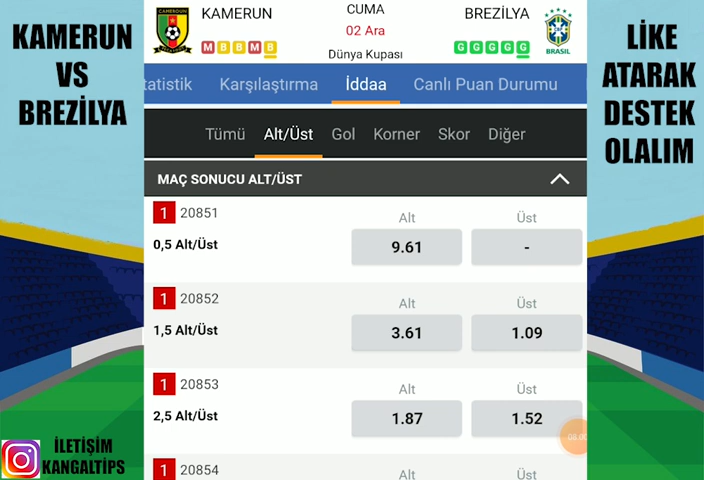 KAMERUN
VS
BREZİLYA
CAMEROUN
KAMERUN
M B B M B
CUMA
02 Ara
Dünya Kupası
BREZİLYA
G G G G G
BRASIL
LİKE
ATARAK
DESTEK
OLALIM
tatistik Karşılaştırma İddaa Canlı Puan Durumu
Tümü Alt/Üst Gol Korner Skor Diğer
MAÇ SONUCU ALT/ÜST
1 20851
Alt Üst
0,5 Alt/Üst 9.61 -
1 20852
Alt Üst
1,5 Alt/Üst 3.61 1.09
1 20853
Alt Üst
2,5 Alt/Üst 1.87 1.52
1 20854
Alt Üst
İLETİŞİM
KANGALTİPS